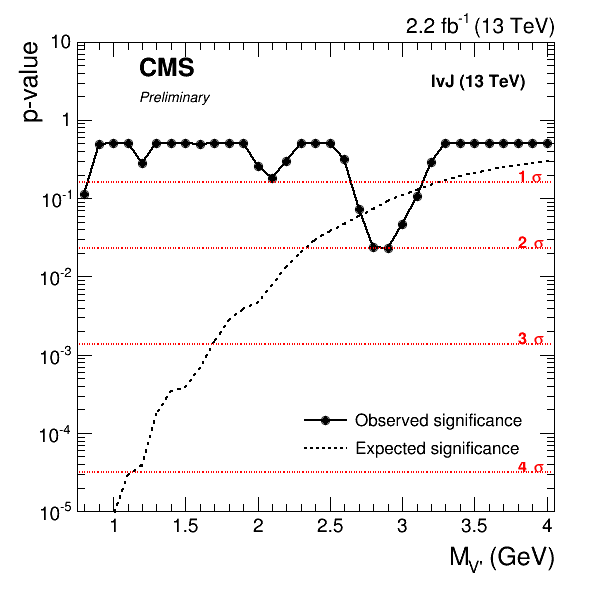 2.2 fb⁻¹ (13 TeV)
p-value
CMS
Preliminary
lvJ (13 TeV)
10
1
10⁻¹
10⁻²
10⁻³
10⁻⁴
10⁻⁵
1 σ
2 σ
3 σ
4 σ
Observed significance
Expected significance
1 1.5 2 2.5 3 3.5 4
M_V' (GeV)